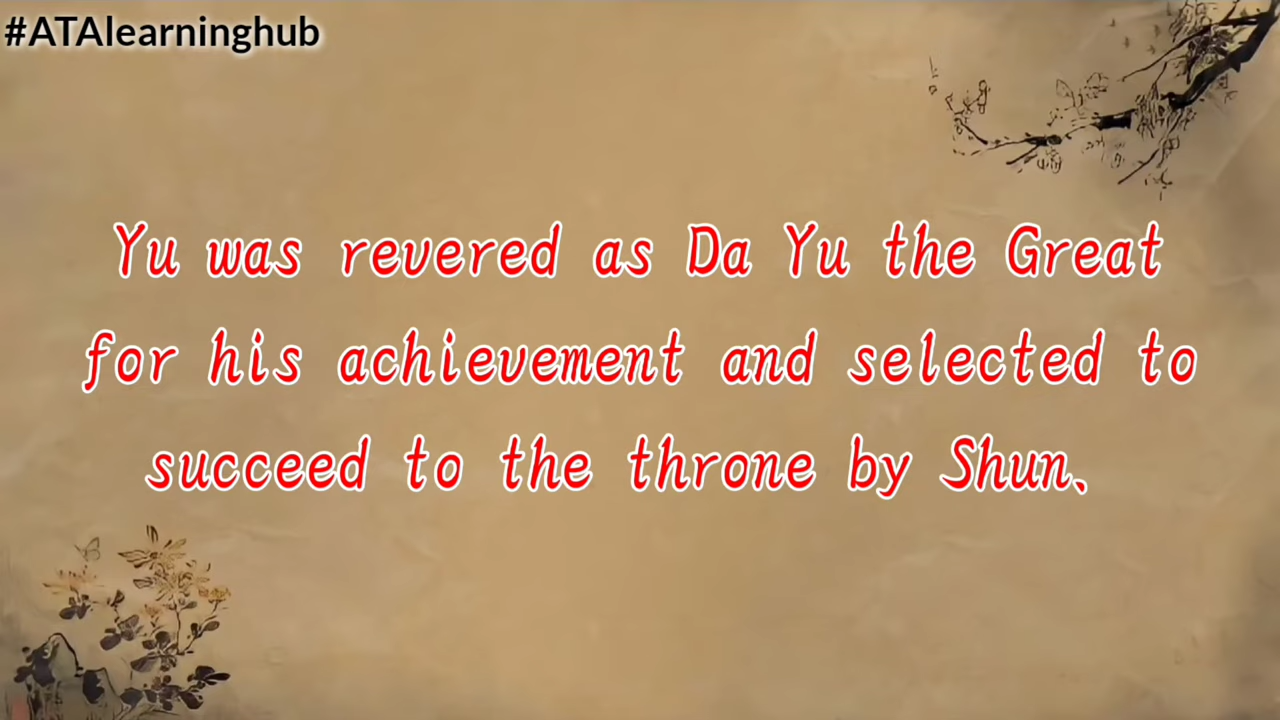 #ATAlearninghub
Yu was revered as Da Yu the Great
for his achievement and selected to
succeed to the throne by Shun、